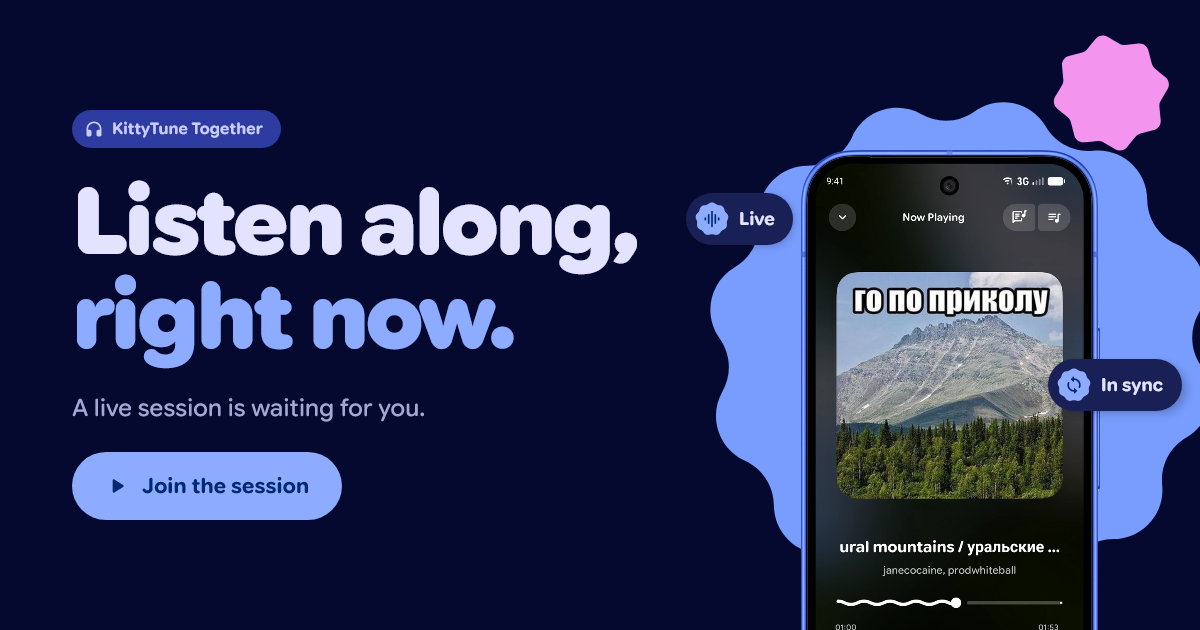 KittyTune Together
Listen along,
right now.
A live session is waiting for you.
Join the session
Live
9:41
3G
Now Playing
го по приколу
In sync
ural mountains / уральские ...
janecocaine, prodwhiteball
01:00
01:53